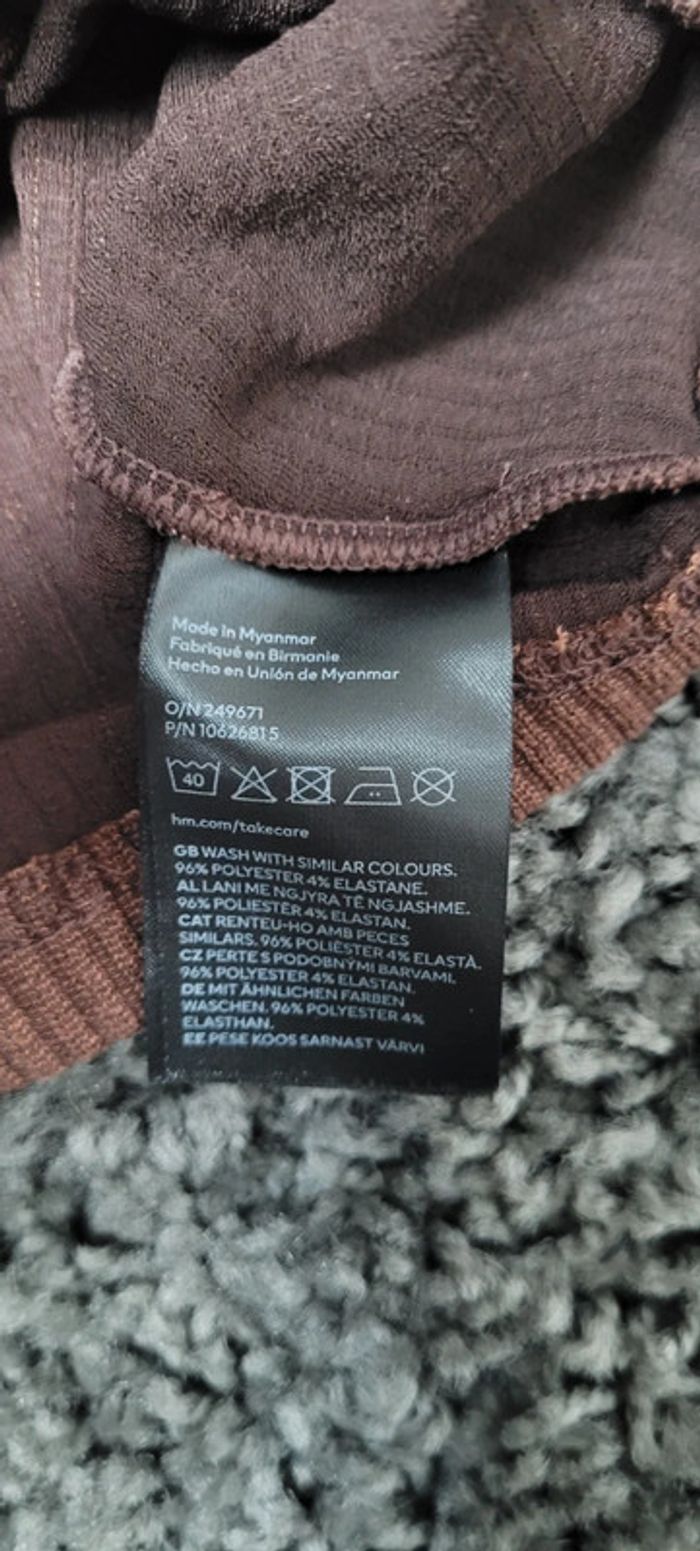 Made in Myanmar
Fabriqué en Birmanie
Hecho en Unión de Myanmar
O/N 249671
P/N 10626815
40
hm.com/takecare
GB WASH WITH SIMILAR COLOURS.
96% POLYESTER 4% ELASTANE.
AL LANI ME NGJYRA TË NGJASHME.
96% POLIESTËR 4% ELASTAN.
CAT RENTEU-HO AMB PECES
SIMILARS. 96% POLIÈSTER 4% ELASTÀ.
CZ PERTE S PODOBNÝMI BARVAMI.
96% POLYESTER 4% ELASTAN.
DE MIT ÄHNLICHEN FARBEN
WASCHEN. 96% POLYESTER 4%
ELASTHAN.
EE PESE KOOS SARNAST VÄRVI